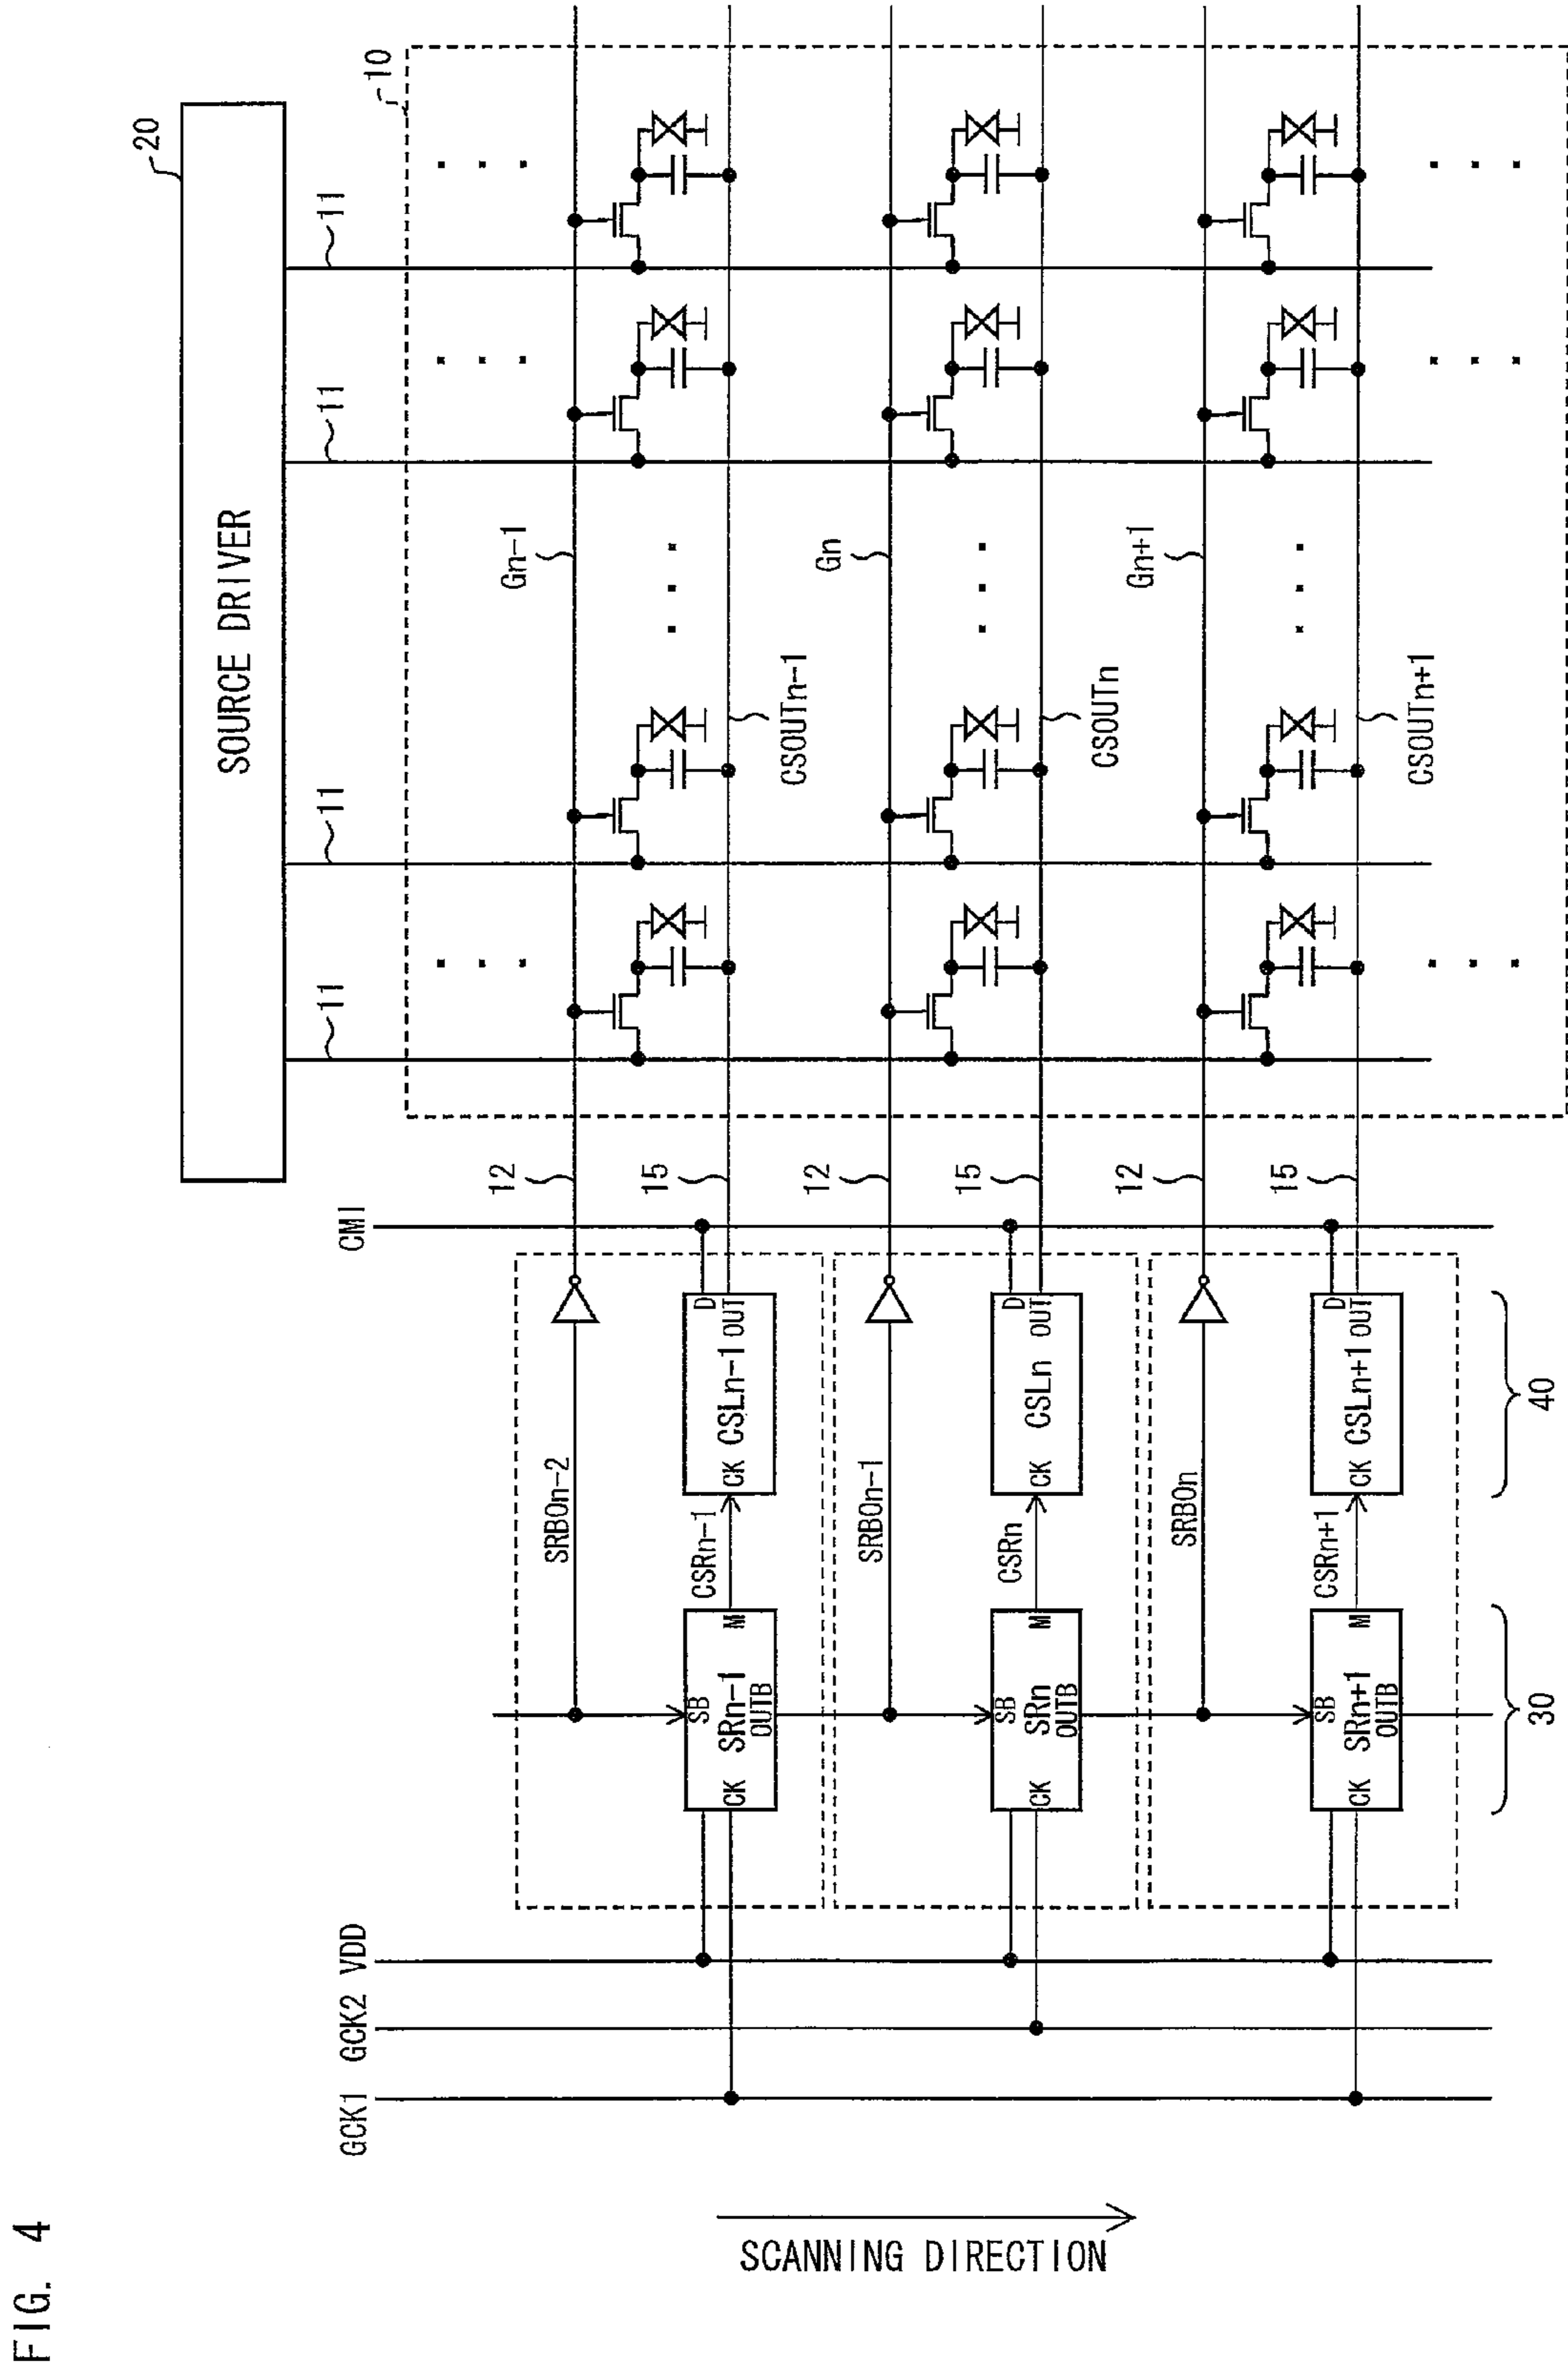 FIG. 4
SOURCE DRIVER
20
10
11
11
11
11
GCK1
GCK2
VDD
CMI
SCANNING DIRECTION
SRBOn-2
12
Gn-1
SB
SRn-1
CK
M
OUTB
CSRn-1
CK
CSLn-1
D
OUT
15
CSOUTn-1
SRBOn-1
12
Gn
SB
SRn
CK
M
OUTB
CSRn
CK
CSLn
D
OUT
15
CSOUTn
SRBOn
12
Gn+1
SB
SRn+1
CK
M
OUTB
CSRn+1
CK
CSLn+1
D
OUT
15
CSOUTn+1
30
40